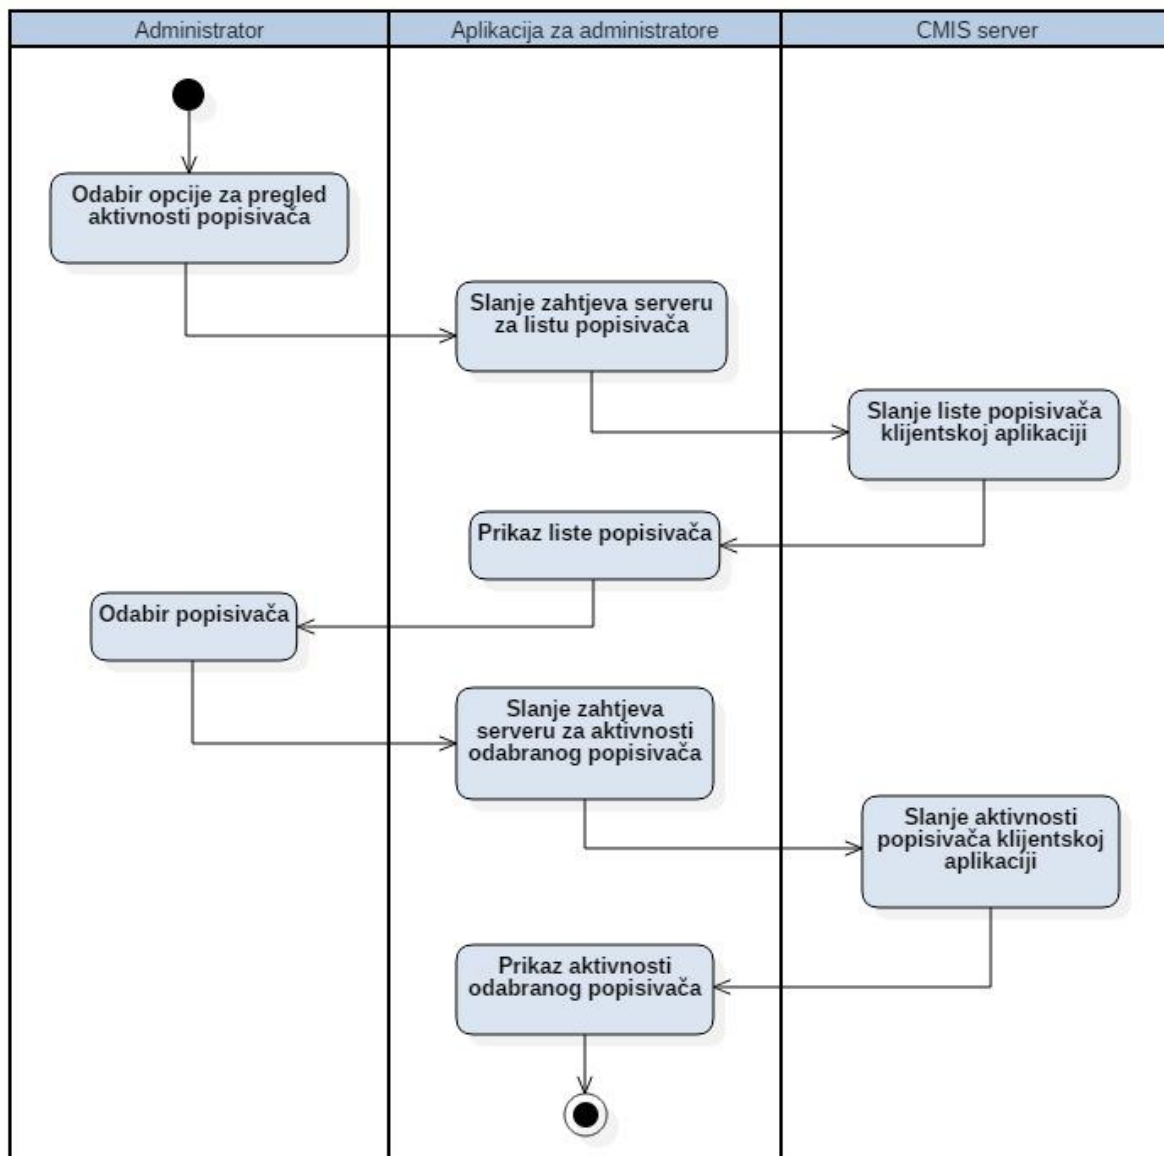 Administrator
Aplikacija za administratore
CMIS server
Odabir opcije za pregled
aktivnosti popisivača
Slanje zahtjeva serveru
za listu popisivača
Slanje liste popisivača
klijentskoj aplikaciji
Prikaz liste popisivača
Odabir popisivača
Slanje zahtjeva
serveru za aktivnosti
odabranog popisivača
Slanje aktivnosti
popisivača klijentskoj
aplikaciji
Prikaz aktivnosti
odabranog popisivača